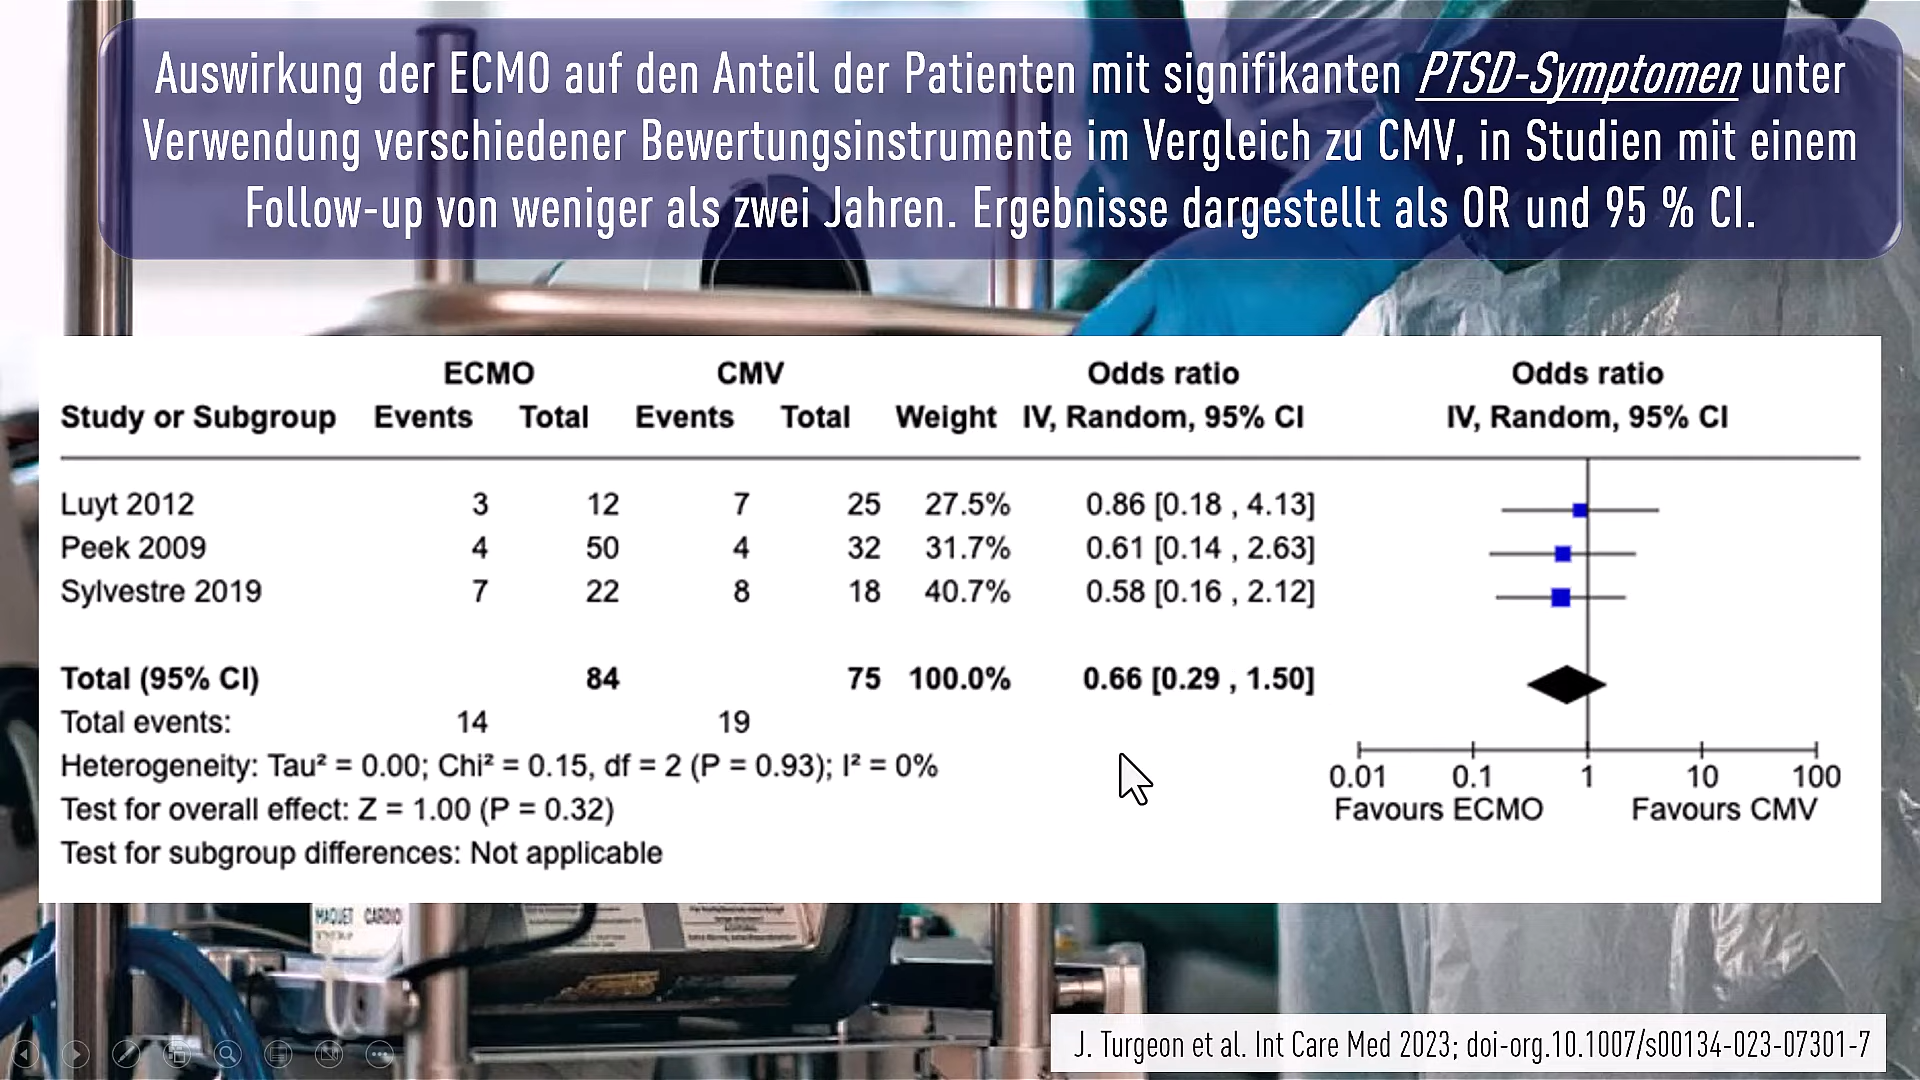 Auswirkung der ECMO auf den Anteil der Patienten mit signifikanten PTSD-Symptomen unter
Verwendung verschiedener Bewertungsinstrumente im Vergleich zu CMV, in Studien mit einem
Follow-up von weniger als zwei Jahren. Ergebnisse dargestellt als OR und 95 % CI.
ECMO CMV Odds ratio Odds ratio
Study or Subgroup Events Total Events Total Weight IV, Random, 95% CI IV, Random, 95% CI
Luyt 2012 3 12 7 25 27.5% 0.86 [0.18 , 4.13]
Peek 2009 4 50 4 32 31.7% 0.61 [0.14 , 2.63]
Sylvestre 2019 7 22 8 18 40.7% 0.58 [0.16 , 2.12]
Total (95% CI) 84 75 100.0% 0.66 [0.29 , 1.50]
Total events: 14 19
Heterogeneity: Tau² = 0.00; Chi² = 0.15, df = 2 (P = 0.93); I² = 0%
Test for overall effect: Z = 1.00 (P = 0.32)
Test for subgroup differences: Not applicable
0.01 0.1 1 10 100
Favours ECMO Favours CMV
MAQUET CARDIO
J. Turgeon et al. Int Care Med 2023; doi-org.10.1007/s00134-023-07301-7